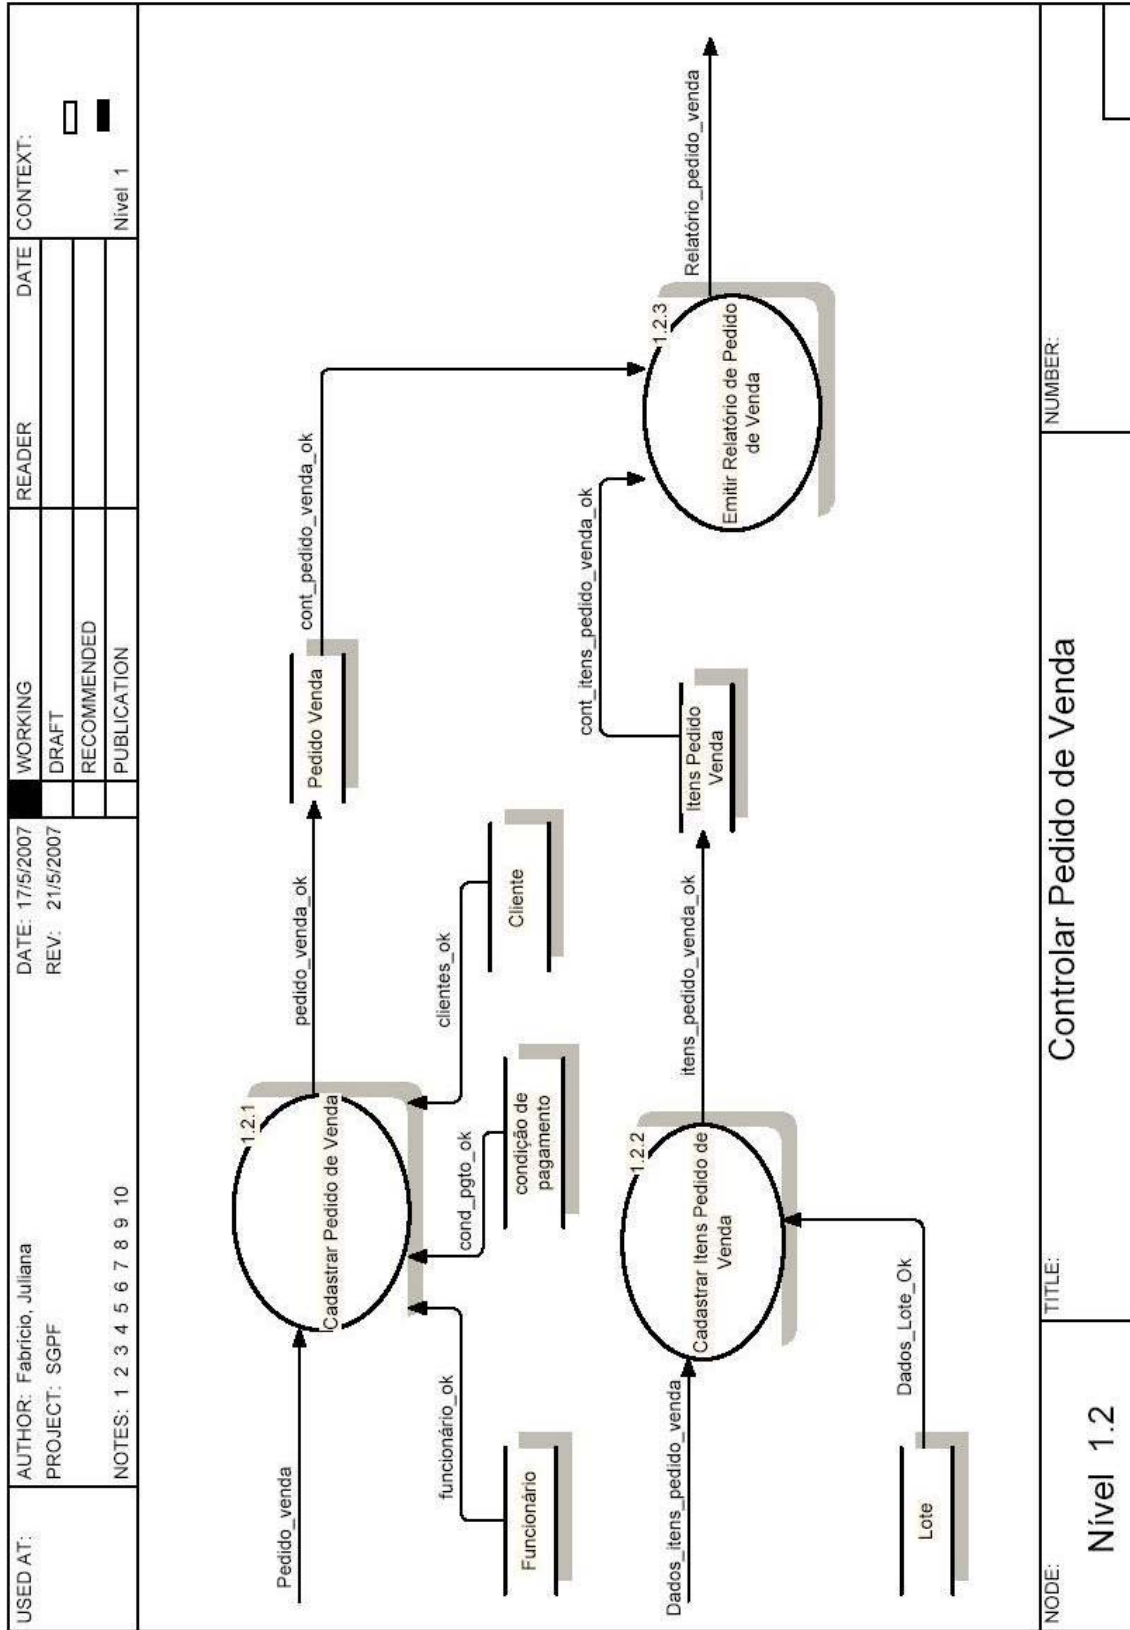 USED AT:
AUTHOR: Fabrício, Juliana
PROJECT: SGPF
NOTES: 1 2 3 4 5 6 7 8 9 10
DATE: 17/5/2007
REV: 21/5/2007
WORKING
DRAFT
RECOMMENDED
PUBLICATION
READER
DATE
CONTEXT:
Nivel 1
Pedido_venda
1.2.1
Cadastrar Pedido de Venda
pedido_venda_ok
Pedido Venda
cont_pedido_venda_ok
funcionário_ok
Funcionário
cond_pgto_ok
condição de
pagamento
clientes_ok
Cliente
Dados_itens_pedido_venda
1.2.2
Cadastrar Itens Pedido de
Venda
itens_pedido_venda_ok
Itens Pedido
Venda
cont_itens_pedido_venda_ok
1.2.3
Emitir Relatório de Pedido
de Venda
Relatório_pedido_venda
Lote
Dados_Lote_Ok
NODE:
Nível 1.2
TITLE:
Controlar Pedido de Venda
NUMBER: